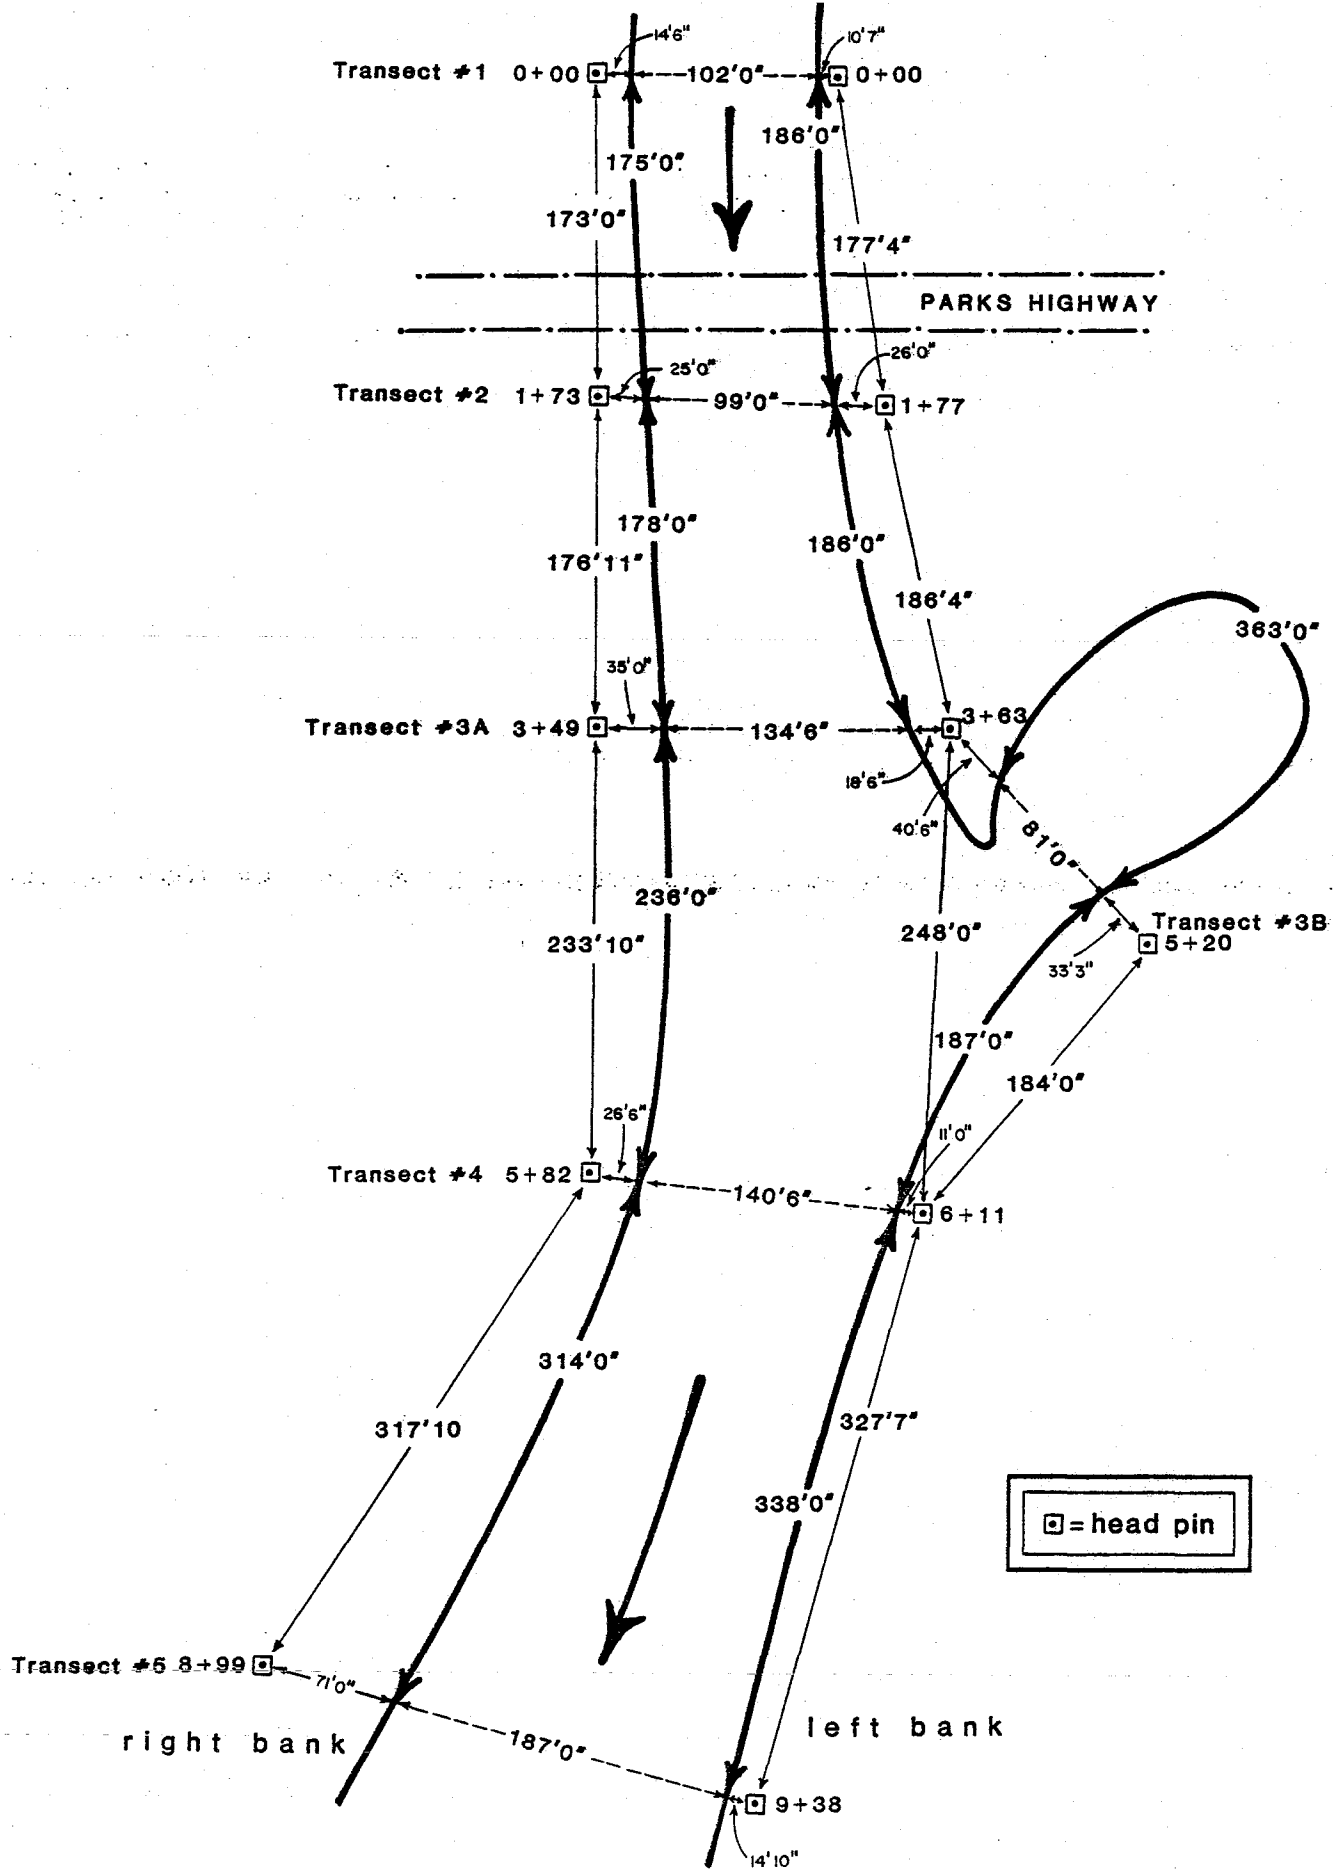 14'6"
10'7"
Transect #1 0+00 102'0" 0+00
186'0"
175'0"
173'0"
177'4"
PARKS HIGHWAY
26'0"
25'0"
Transect #2 1+73 99'0" 1+77
178'0"
186'0"
176'11"
186'4"
363'0"
35'0"
3+63
Transect #3A 3+49 134'6"
18'6"
40'6"
81'0"
236'0"
Transect #3B
233'10" 248'0" 5+20
33'3"
187'0"
184'0"
26'6"
11'0"
Transect #4 5+82 140'6" 6+11
314'0"
317'10
327'7"
338'0"
= head pin
Transect #5 8+99
71'0"
right bank
187'0"
left bank
9+38
14'10"